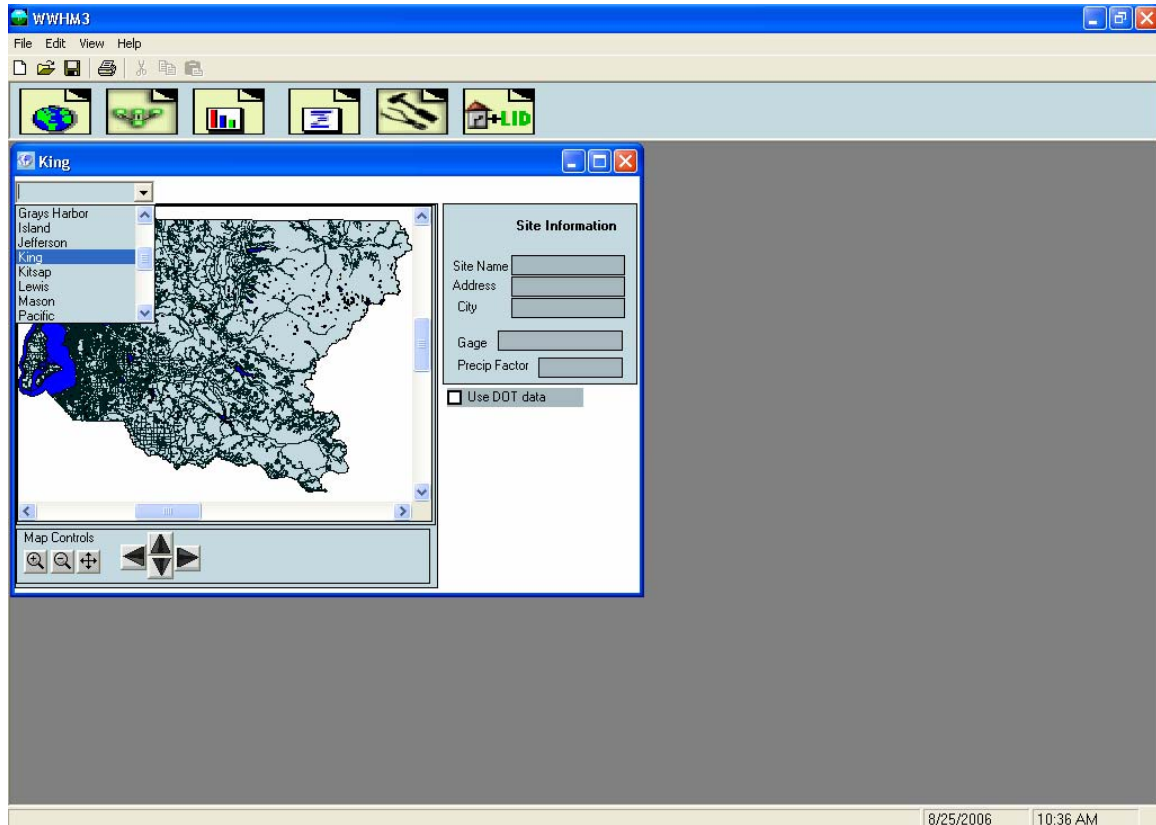 WWHM3
File Edit View Help
+LID
King
Grays Harbor
Island
Jefferson
King
Kitsap
Lewis
Mason
Pacific
Site Information
Site Name
Address
City
Gage
Precip Factor
Use DOT data
Map Controls
8/25/2006 10:36 AM